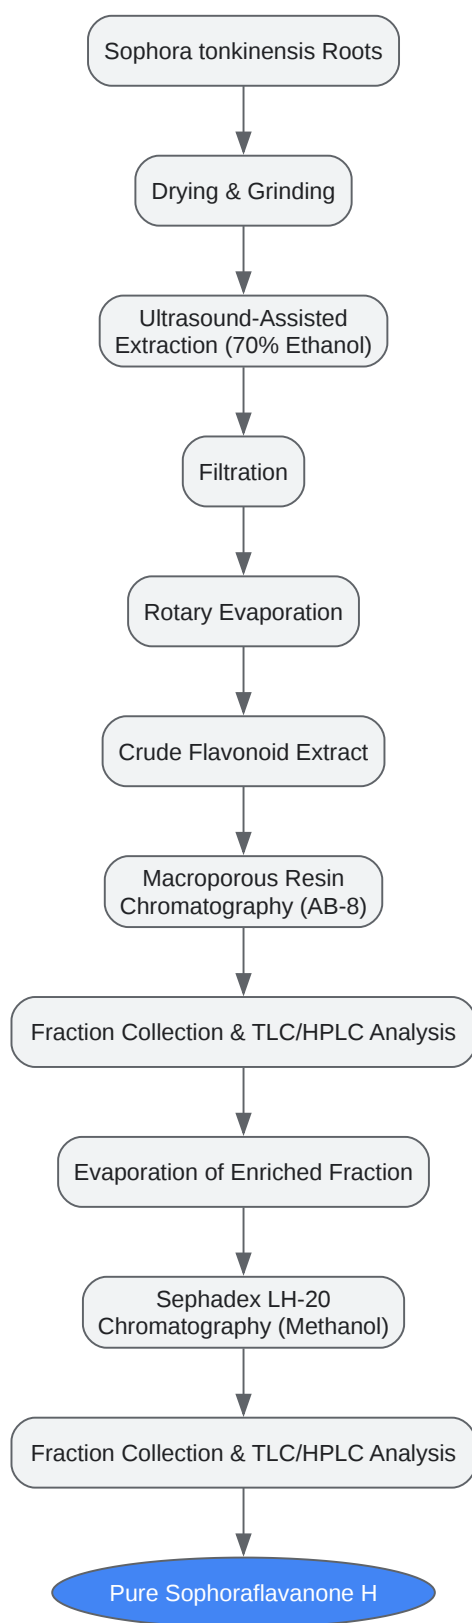 Sophora tonkinensis Roots
Drying & Grinding
Ultrasound-Assisted
Extraction (70% Ethanol)
Filtration
Rotary Evaporation
Crude Flavonoid Extract
Macroporous Resin
Chromatography (AB-8)
Fraction Collection & TLC/HPLC Analysis
Evaporation of Enriched Fraction
Sephadex LH-20
Chromatography (Methanol)
Fraction Collection & TLC/HPLC Analysis
Pure Sophoraflavanone H